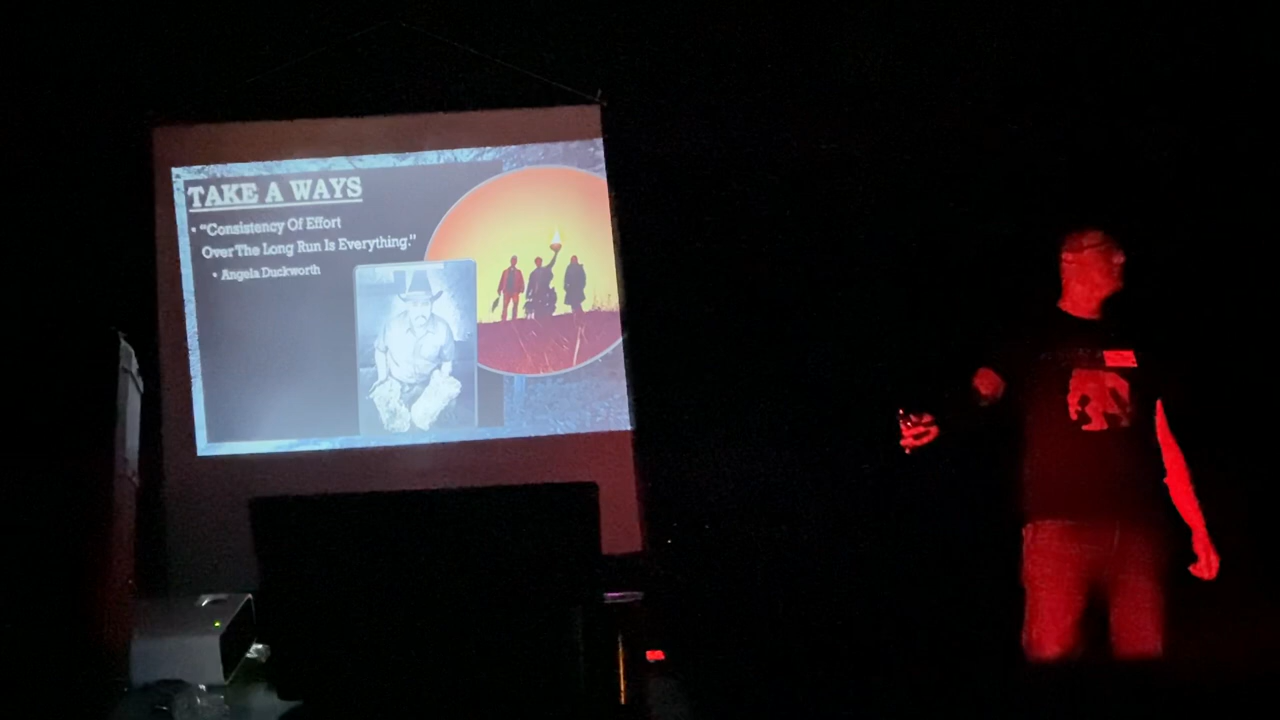 TAKE A WAYS
• "Consistency Of Effort
Over The Long Run Is Everything."
• Angela Duckworth